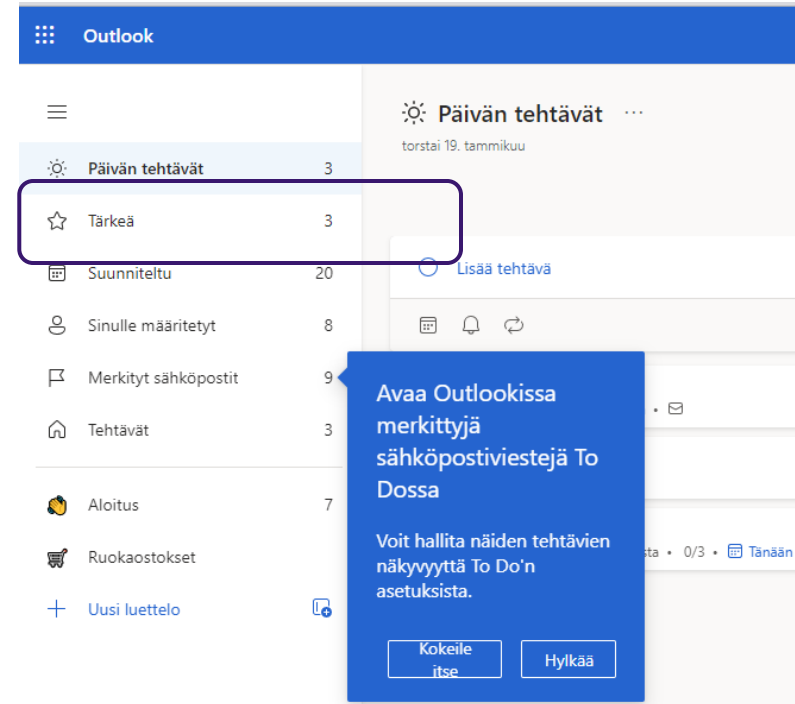 Outlook
Päivän tehtävät 3
Tärkeä 3
Suunniteltu 20
Sinulle määritetyt 8
Merkityt sähköpostit 9
Tehtävät 3
Aloitus 7
Ruokaostokset
Uusi luettelo
Päivän tehtävät ...
torstai 19. tammikuu
Lisää tehtävä
Avaa Outlookissa
merkittyjä
sähköpostiviestejä To
Dossa
Voit hallita näiden tehtävien
näkyvyyttä To Do'n
asetuksista.
Kokeile
itse
Hylkää
• 0/3 • Tänään